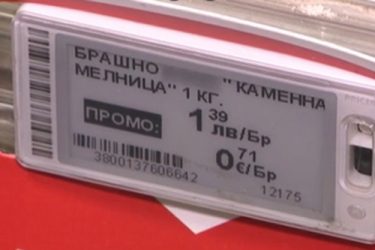 БРАШНО " КАМЕННА
МЕЛНИЦА" 1 КГ.
ПРОМО: 1 39 ЛВ/Бр
0 71 €/Бр
3800137606642
12175